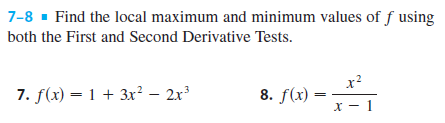 7–8 ▪ Find the local maximum and minimum values of f using
both the First and Second Derivative Tests.
7. f(x) = 1 + 3x² − 2x³ 8. f(x) = x² / (x − 1)